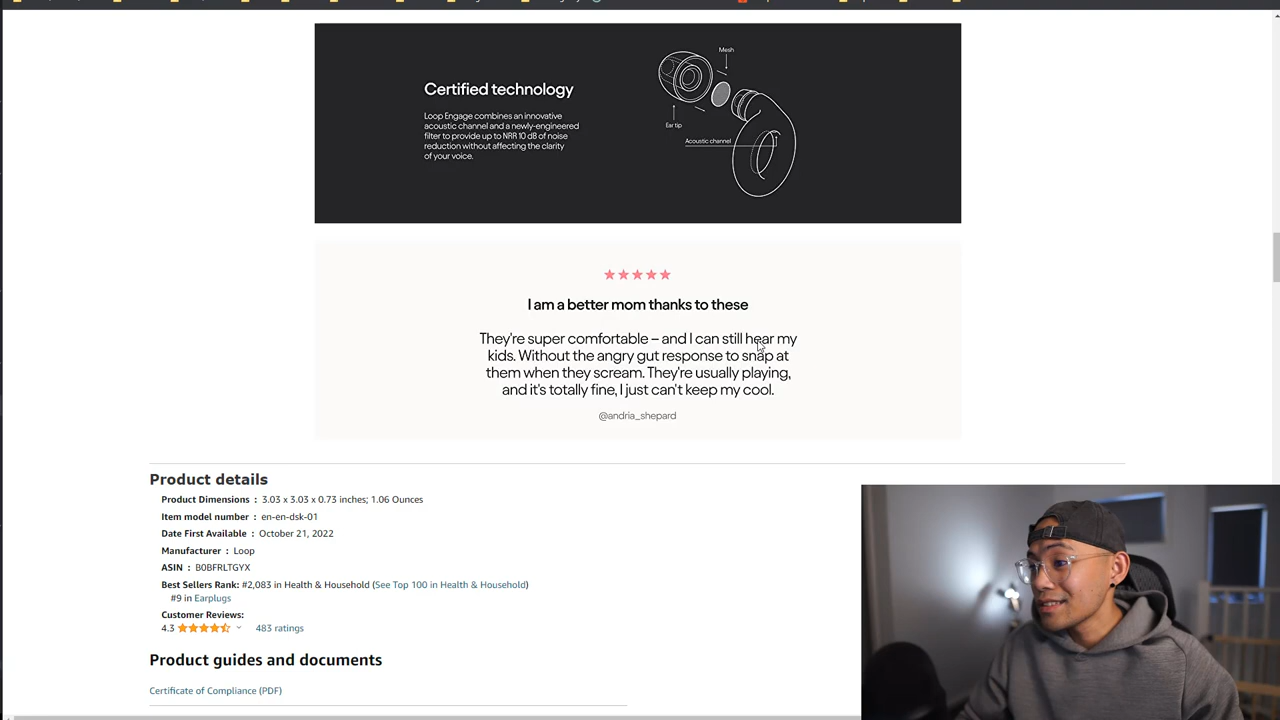 Certified technology
Loop Engage combines an innovative
acoustic channel and a newly-engineered
filter to provide up to NRR 10 dB of noise
reduction without affecting the clarity
of your voice.
Mesh
Ear tip
Acoustic channel
I am a better mom thanks to these
They're super comfortable – and I can still hear my
kids. Without the angry gut response to snap at
them when they scream. They're usually playing,
and it's totally fine, I just can't keep my cool.
@andria_shepard
Product details
Product Dimensions : 3.03 x 3.03 x 0.73 inches; 1.06 Ounces
Item model number : en-en-dsk-01
Date First Available : October 21, 2022
Manufacturer : Loop
ASIN : B0BFRLTGYX
Best Sellers Rank: #2,083 in Health & Household (See Top 100 in Health & Household)
#9 in Earplugs
Customer Reviews:
4.3 483 ratings
Product guides and documents
Certificate of Compliance (PDF)